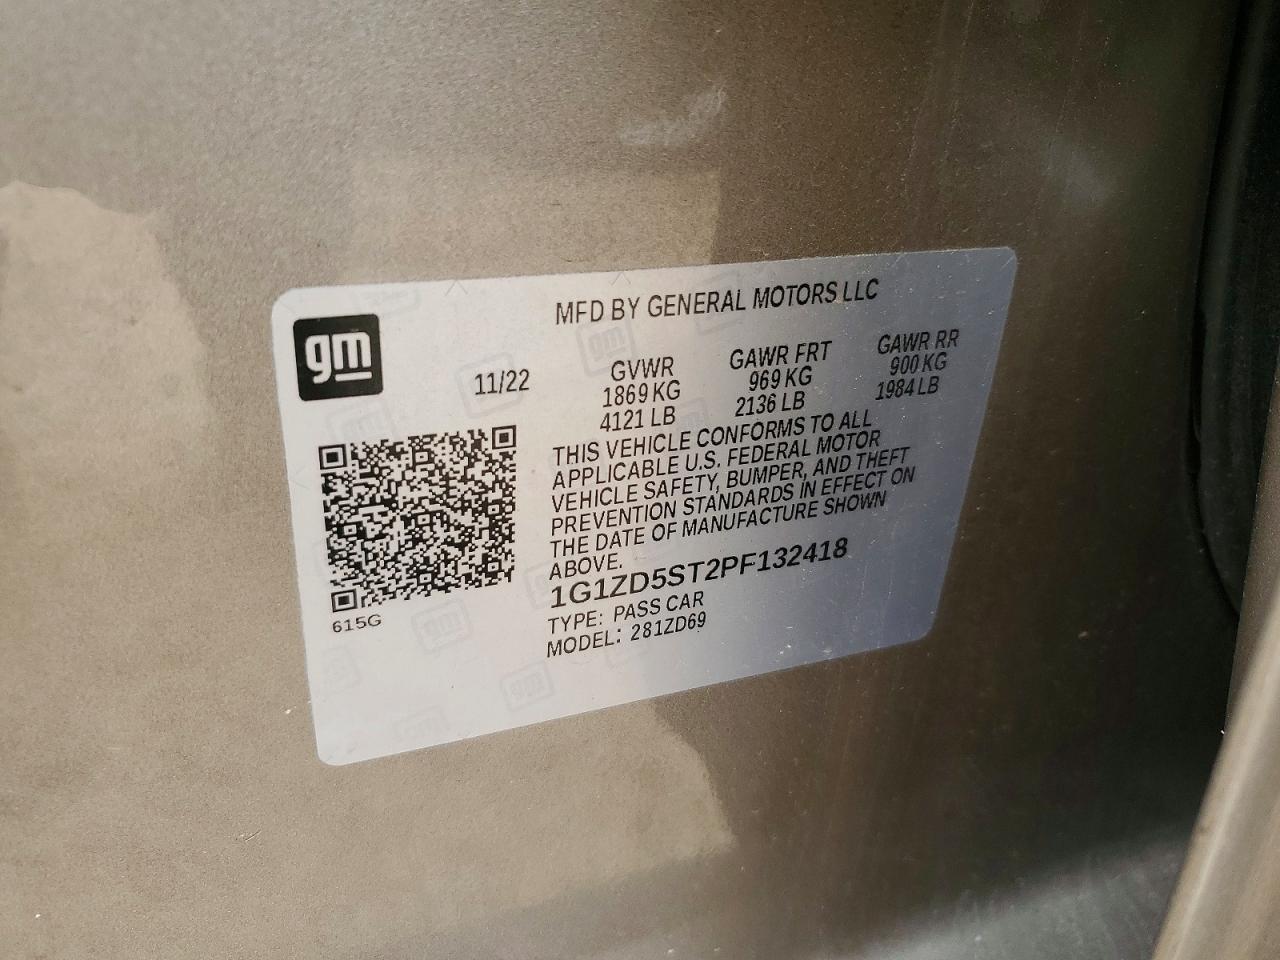 MFD BY GENERAL MOTORS LLC
gm
11/22
GVWR GAWR FRT GAWR RR
1869 KG 969 KG 900 KG
4121 LB 2136 LB 1984 LB
THIS VEHICLE CONFORMS TO ALL
APPLICABLE U.S. FEDERAL MOTOR
VEHICLE SAFETY, BUMPER, AND THEFT
PREVENTION STANDARDS IN EFFECT ON
THE DATE OF MANUFACTURE SHOWN
ABOVE.
1G1ZD5ST2PF132418
TYPE: PASS CAR
MODEL: 281ZD69
615G